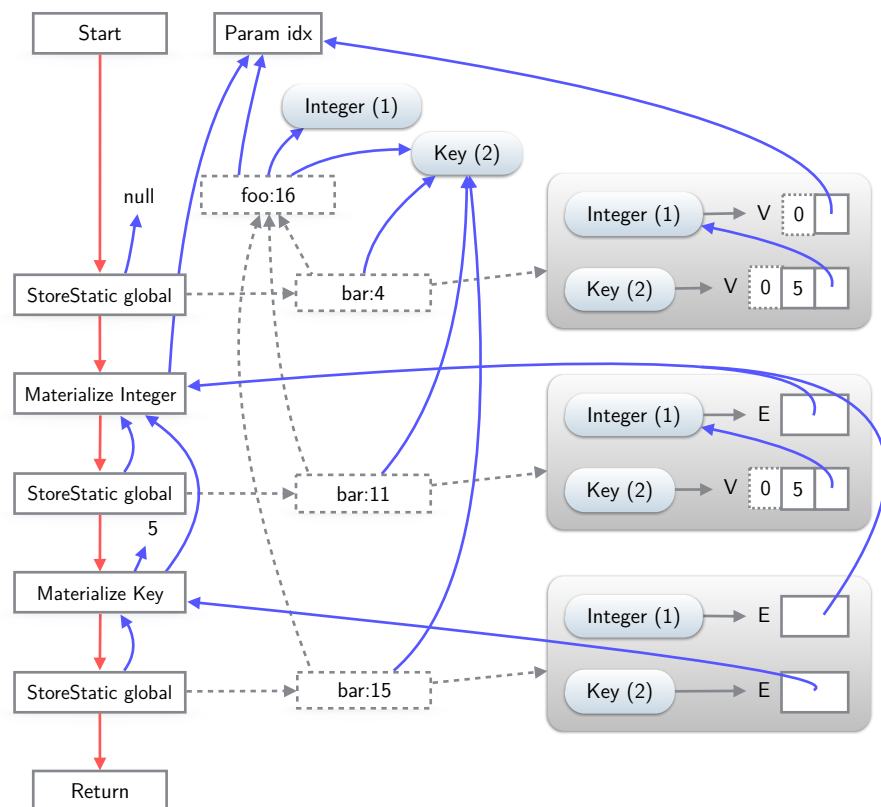 Start
Param idx
Integer (1)
Key (2)
null
foo:16
Integer (1)
V
0
StoreStatic global
bar:4
Key (2)
V
0
5
Materialize Integer
Integer (1)
E
StoreStatic global
bar:11
Key (2)
V
0
5
5
Materialize Key
Integer (1)
E
StoreStatic global
bar:15
Key (2)
E
Return